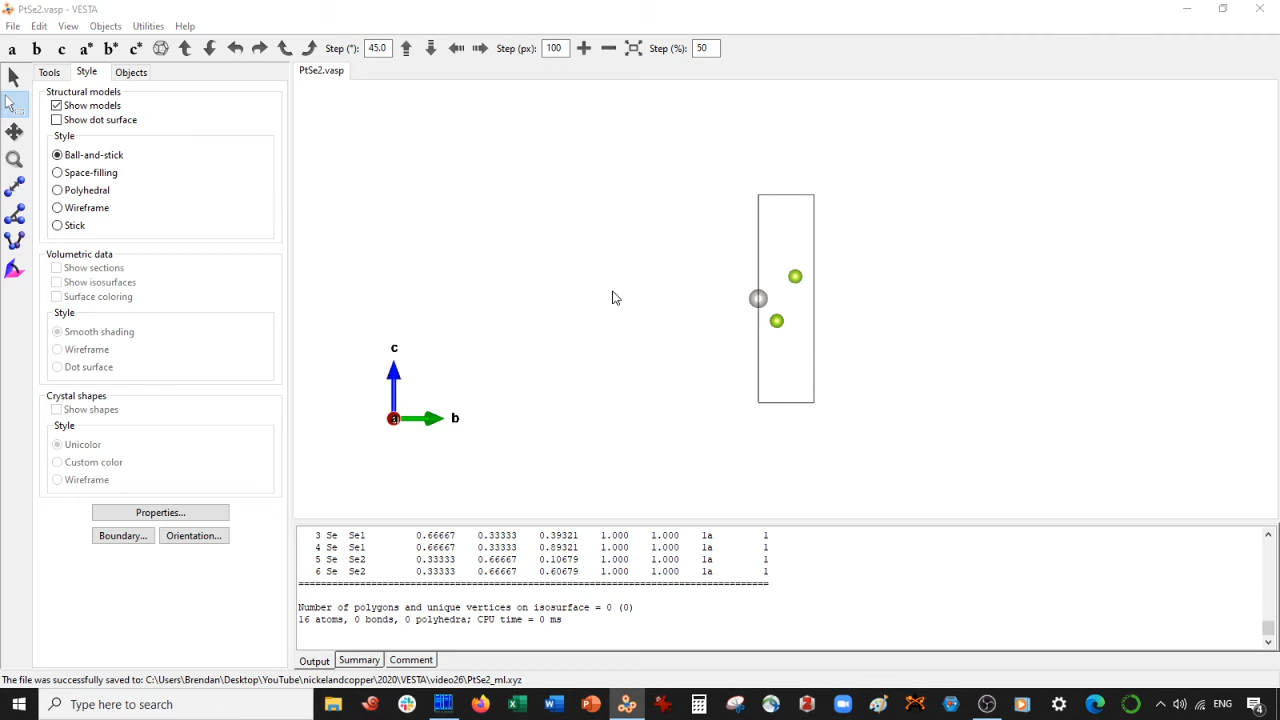 PtSe2.vasp - VESTA
File Edit View Objects Utilities Help
a b c a* b* c* Step (°): 45.0 Step (px): 100 Step (%): 50
Tools Style Objects
PtSe2.vasp
Structural models
Show models
Show dot surface
Style
Ball-and-stick
Space-filling
Polyhedral
Wireframe
Stick
Volumetric data
Show sections
Show isosurfaces
Surface coloring
Style
Smooth shading
Wireframe
Dot surface
Crystal shapes
Show shapes
Style
Unicolor
Custom color
Wireframe
Properties...
Boundary... Orientation...
c
a b
3 Se Se1 0.66667 0.33333 0.39321 1.000 1.000 1a 1
4 Se Se1 0.66667 0.33333 0.89321 1.000 1.000 1a 1
5 Se Se2 0.33333 0.66667 0.10679 1.000 1.000 1a 1
6 Se Se2 0.33333 0.66667 0.60679 1.000 1.000 1a 1
================================================================================
Number of polygons and unique vertices on isosurface = 0 (0)
16 atoms, 0 bonds, 0 polyhedra; CPU time = 0 ms
Output Summary Comment
The file was successfully saved to: C:\Users\Brendan\Desktop\YouTube\nickelandcopper\2020\VESTA\video26\PtSe2_ml.xyz
Type here to search
ENG
4